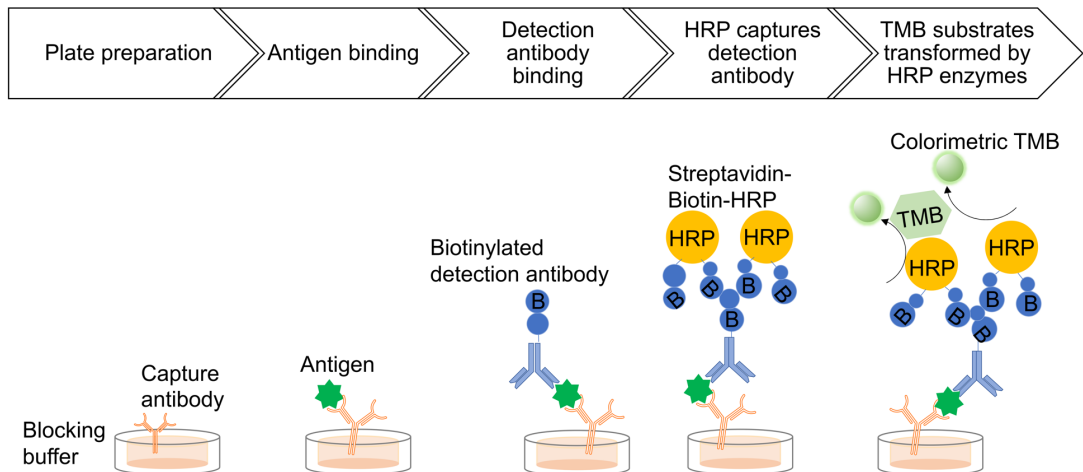 Plate preparation
Antigen binding
Detection
antibody
binding
HRP captures
detection
antibody
TMB substrates
transformed by
HRP enzymes
Blocking
buffer
Capture
antibody
Antigen
Biotinylated
detection antibody
B
Streptavidin-
Biotin-HRP
HRP
HRP
B
B
B
B
B
Colorimetric TMB
TMB
HRP
HRP
B
B
B
B
B